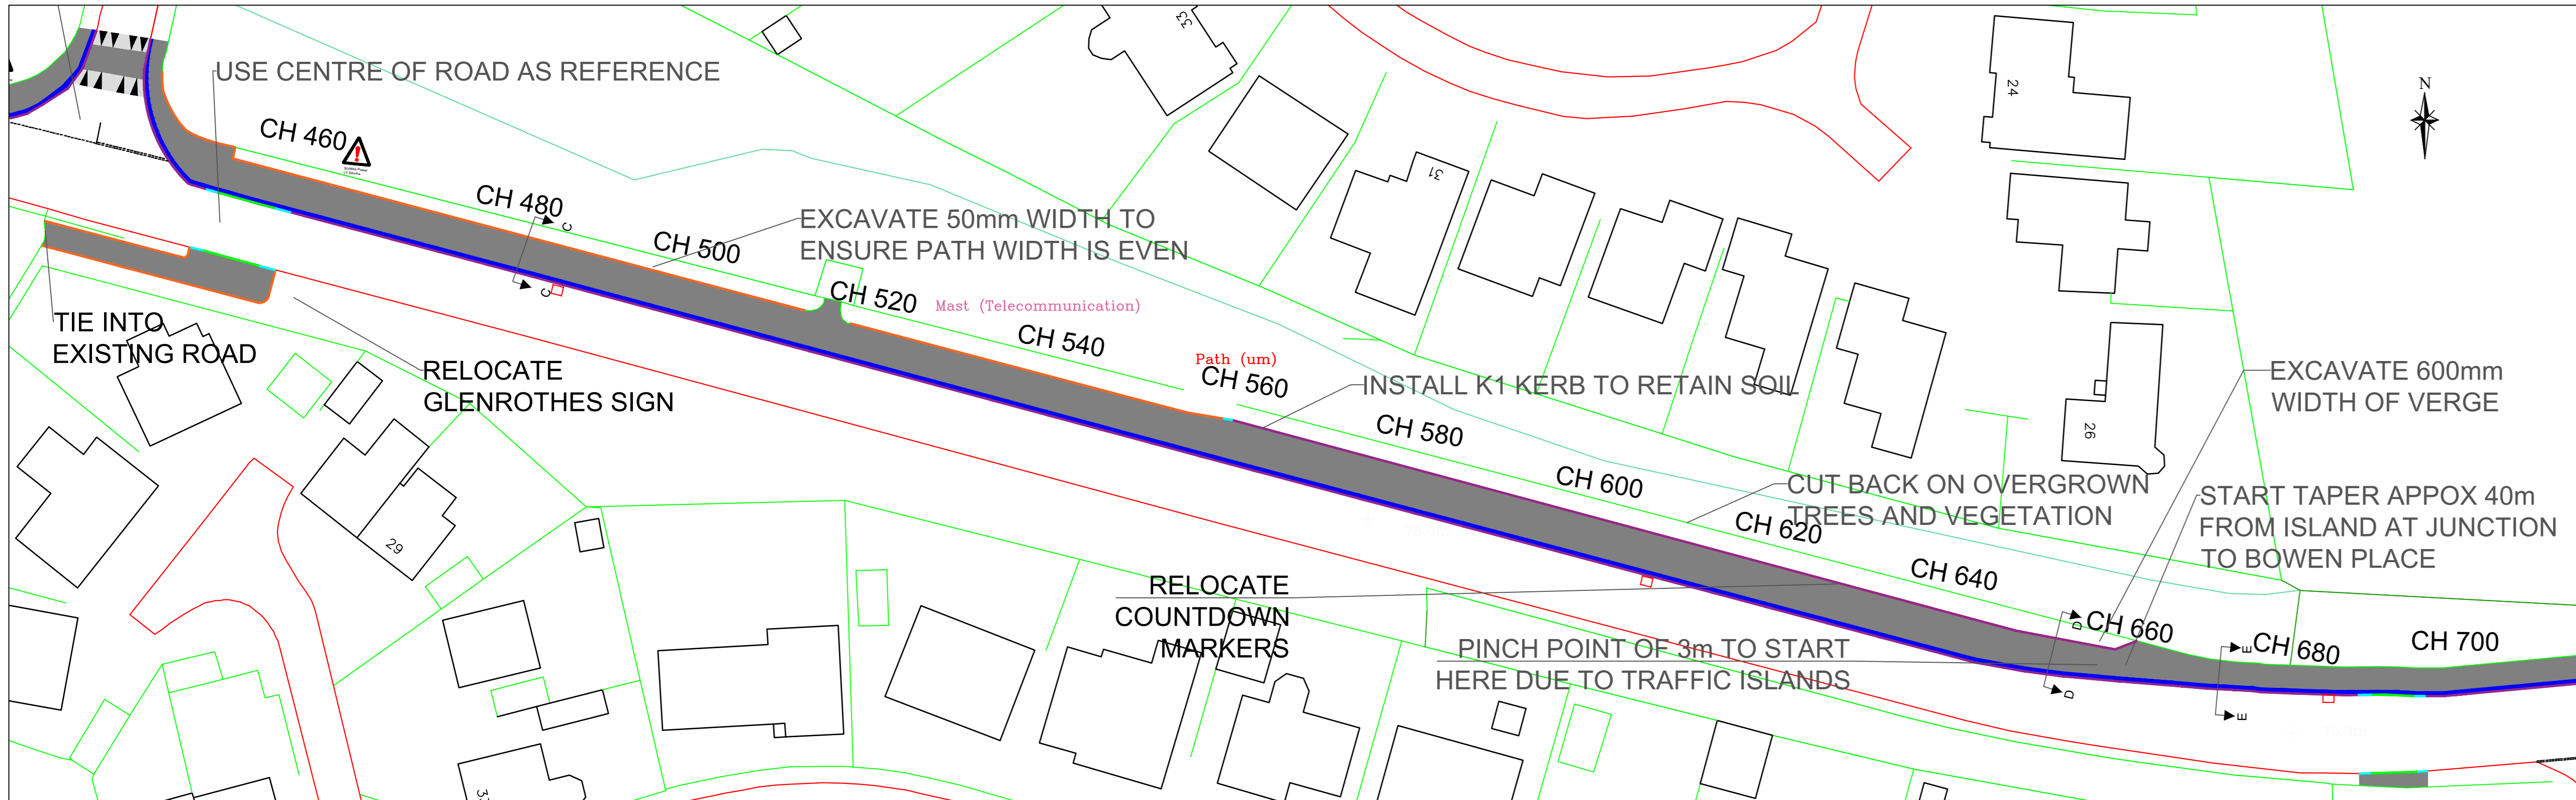 USE CENTRE OF ROAD AS REFERENCE
33
24
N
CH 460
CH 480
C
C
CH 500
EXCAVATE 50mm WIDTH TO
ENSURE PATH WIDTH IS EVEN
31
CH 520
Mast (Telecommunication)
CH 540
TIE INTO
EXISTING ROAD
RELOCATE
GLENROTHES SIGN
Path (um)
CH 560
INSTALL K1 KERB TO RETAIN SOIL
EXCAVATE 600mm
WIDTH OF VERGE
CH 580
26
CH 600
CUT BACK ON OVERGROWN
TREES AND VEGETATION
START TAPER APPOX 40m
FROM ISLAND AT JUNCTION
TO BOWEN PLACE
CH 620
29
CH 640
RELOCATE
COUNTDOWN
MARKERS
PINCH POINT OF 3m TO START
HERE DUE TO TRAFFIC ISLANDS
D
D
CH 660
E
E
CH 680
CH 700